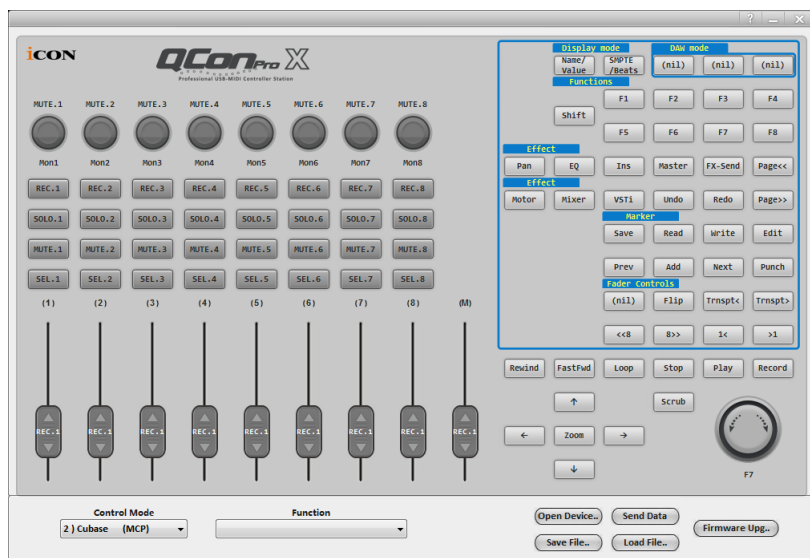 ? _ ×
iCON
QCon Pro X
Professional USB-MIDI Controller Station
Display mode DAW mode
Name/Value SMPTE/Beats (nil) (nil) (nil)
Functions
F1 F2 F3 F4
Shift
F5 F6 F7 F8
MUTE.1 MUTE.2 MUTE.3 MUTE.4 MUTE.5 MUTE.6 MUTE.7 MUTE.8
Mon1 Mon2 Mon3 Mon4 Mon5 Mon6 Mon7 Mon8
Effect
Pan EQ Ins Master FX-Send Page<<
Effect
Motor Mixer VSTi Undo Redo Page>>
REC.1 REC.2 REC.3 REC.4 REC.5 REC.6 REC.7 REC.8
SOLO.1 SOLO.2 SOLO.3 SOLO.4 SOLO.5 SOLO.6 SOLO.7 SOLO.8
MUTE.1 MUTE.2 MUTE.3 MUTE.4 MUTE.5 MUTE.6 MUTE.7 MUTE.8
SEL.1 SEL.2 SEL.3 SEL.4 SEL.5 SEL.6 SEL.7 SEL.8
Marker
Save Read Write Edit
Prev Add Next Punch
Fader Controls
(nil) Flip Trnspt< Trnspt>
<<8 8>> 1< >1
(1) (2) (3) (4) (5) (6) (7) (8) (M)
Rewind FastFwd Loop Stop Play Record
↑ Scrub
← Zoom →
↓
F7
REC.1 REC.1 REC.1 REC.1 REC.1 REC.1 REC.1 REC.1 REC.1
Control Mode Function
2 ) Cubase (MCP)
Open Device.. Send Data
Firmware Upg..
Save File.. Load File..